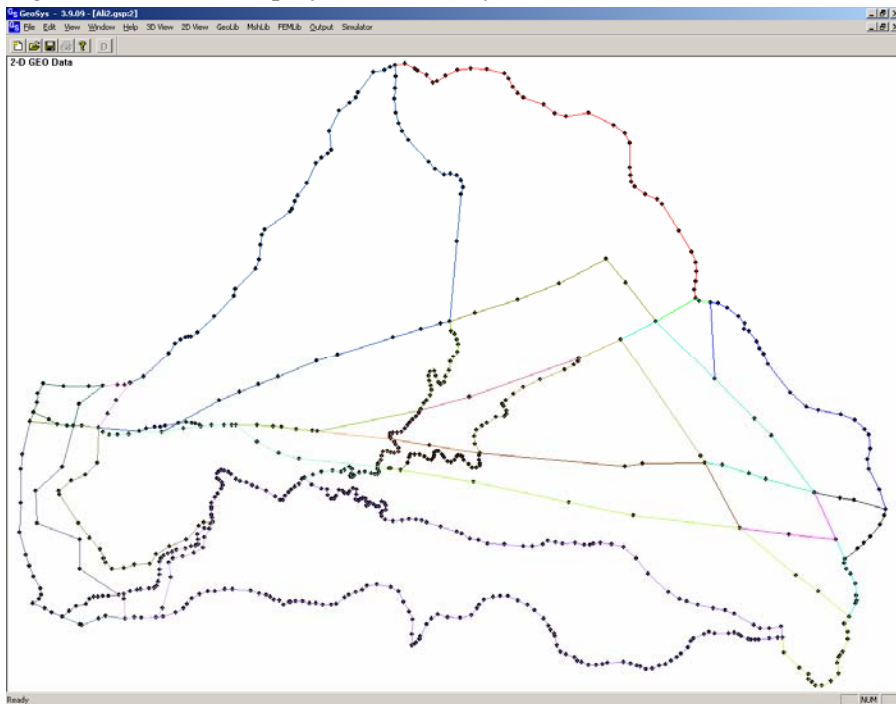 GeoSys - 3.9.09 - [Ali2.gsp:2]
File Edit View Window Help 3D View 2D View GeoLib MshLib FEMLib Output Simulator
2-D GEO Data
Ready
NUM